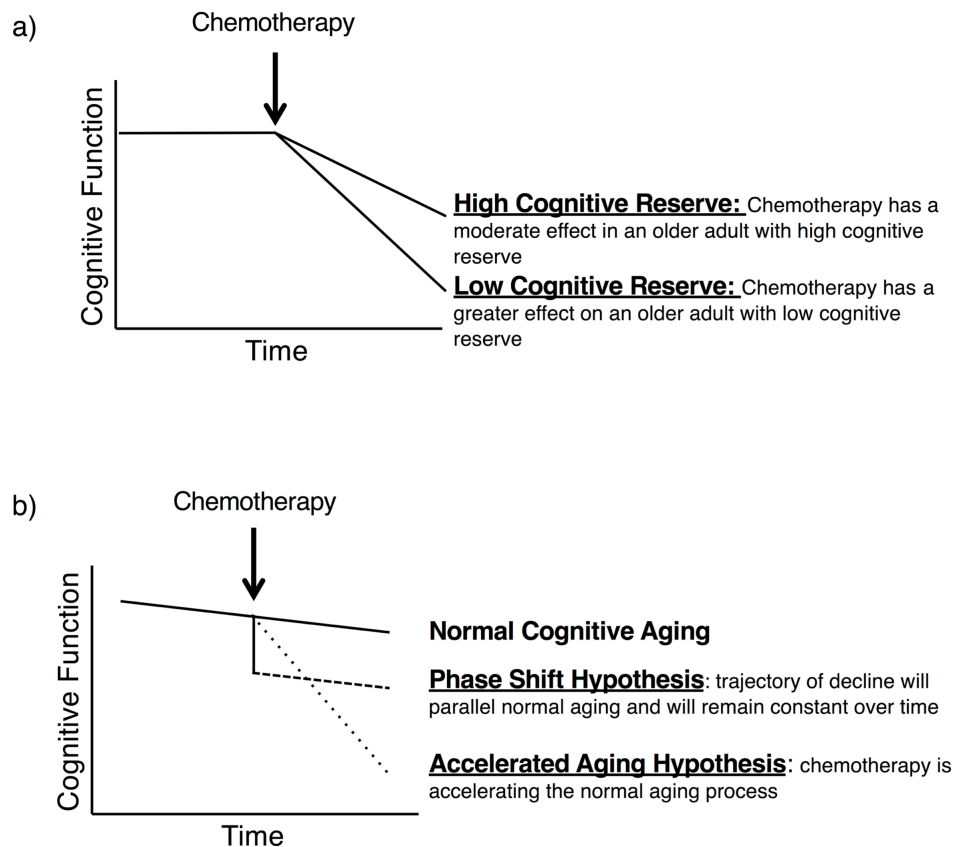 a)
Chemotherapy
Cognitive Function
High Cognitive Reserve: Chemotherapy has a
moderate effect in an older adult with high cognitive
reserve
Low Cognitive Reserve: Chemotherapy has a
greater effect on an older adult with low cognitive
reserve
Time
b)
Chemotherapy
Cognitive Function
Normal Cognitive Aging
Phase Shift Hypothesis: trajectory of decline will
parallel normal aging and will remain constant over time
Accelerated Aging Hypothesis: chemotherapy is
accelerating the normal aging process
Time